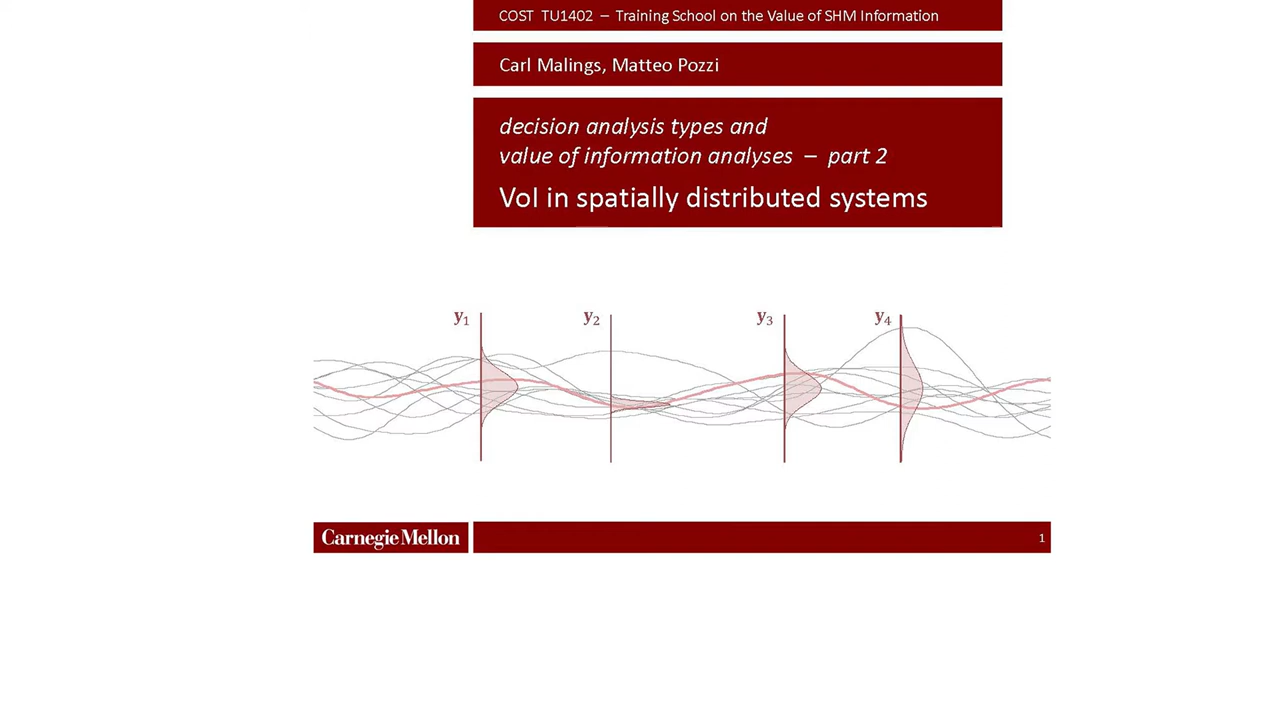 COST TU1402 – Training School on the Value of SHM Information
Carl Malings, Matteo Pozzi
decision analysis types and
value of information analyses – part 2
VoI in spatially distributed systems
y₁ y₂ y₃ y₄
Carnegie Mellon
1